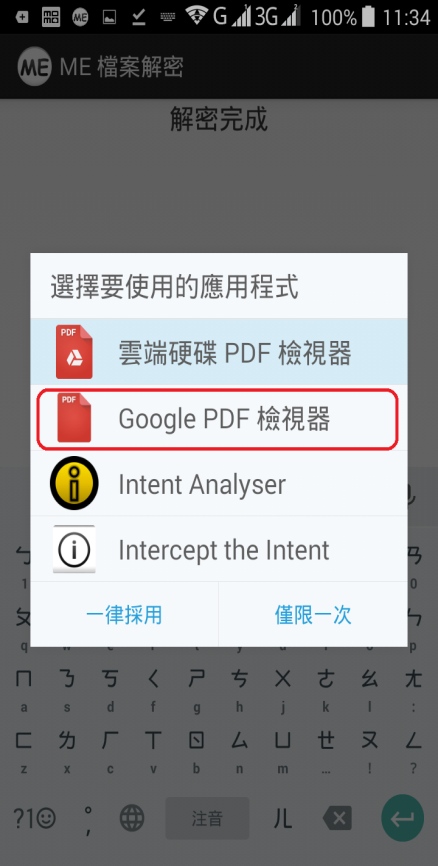 G 3G 100% 11:34
ME ME 檔案解密
解密完成
選擇要使用的應用程式
PDF 雲端硬碟 PDF 檢視器
PDF Google PDF 檢視器
Intent Analyser
Intercept the Intent
一律採用 僅限一次
ㄇ ㄋ ㄎ ㄑ ㄕ ㄘ ㄨ ㄜ ㄠ ㄤ
a s d f g h j k l :
ㄈ ㄌ ㄏ ㄒ ㄖ ㄙ ㄩ ㄝ ㄡ ㄥ
z x c v b n m … ! ?
?1☺ °, 注音 ㄦ